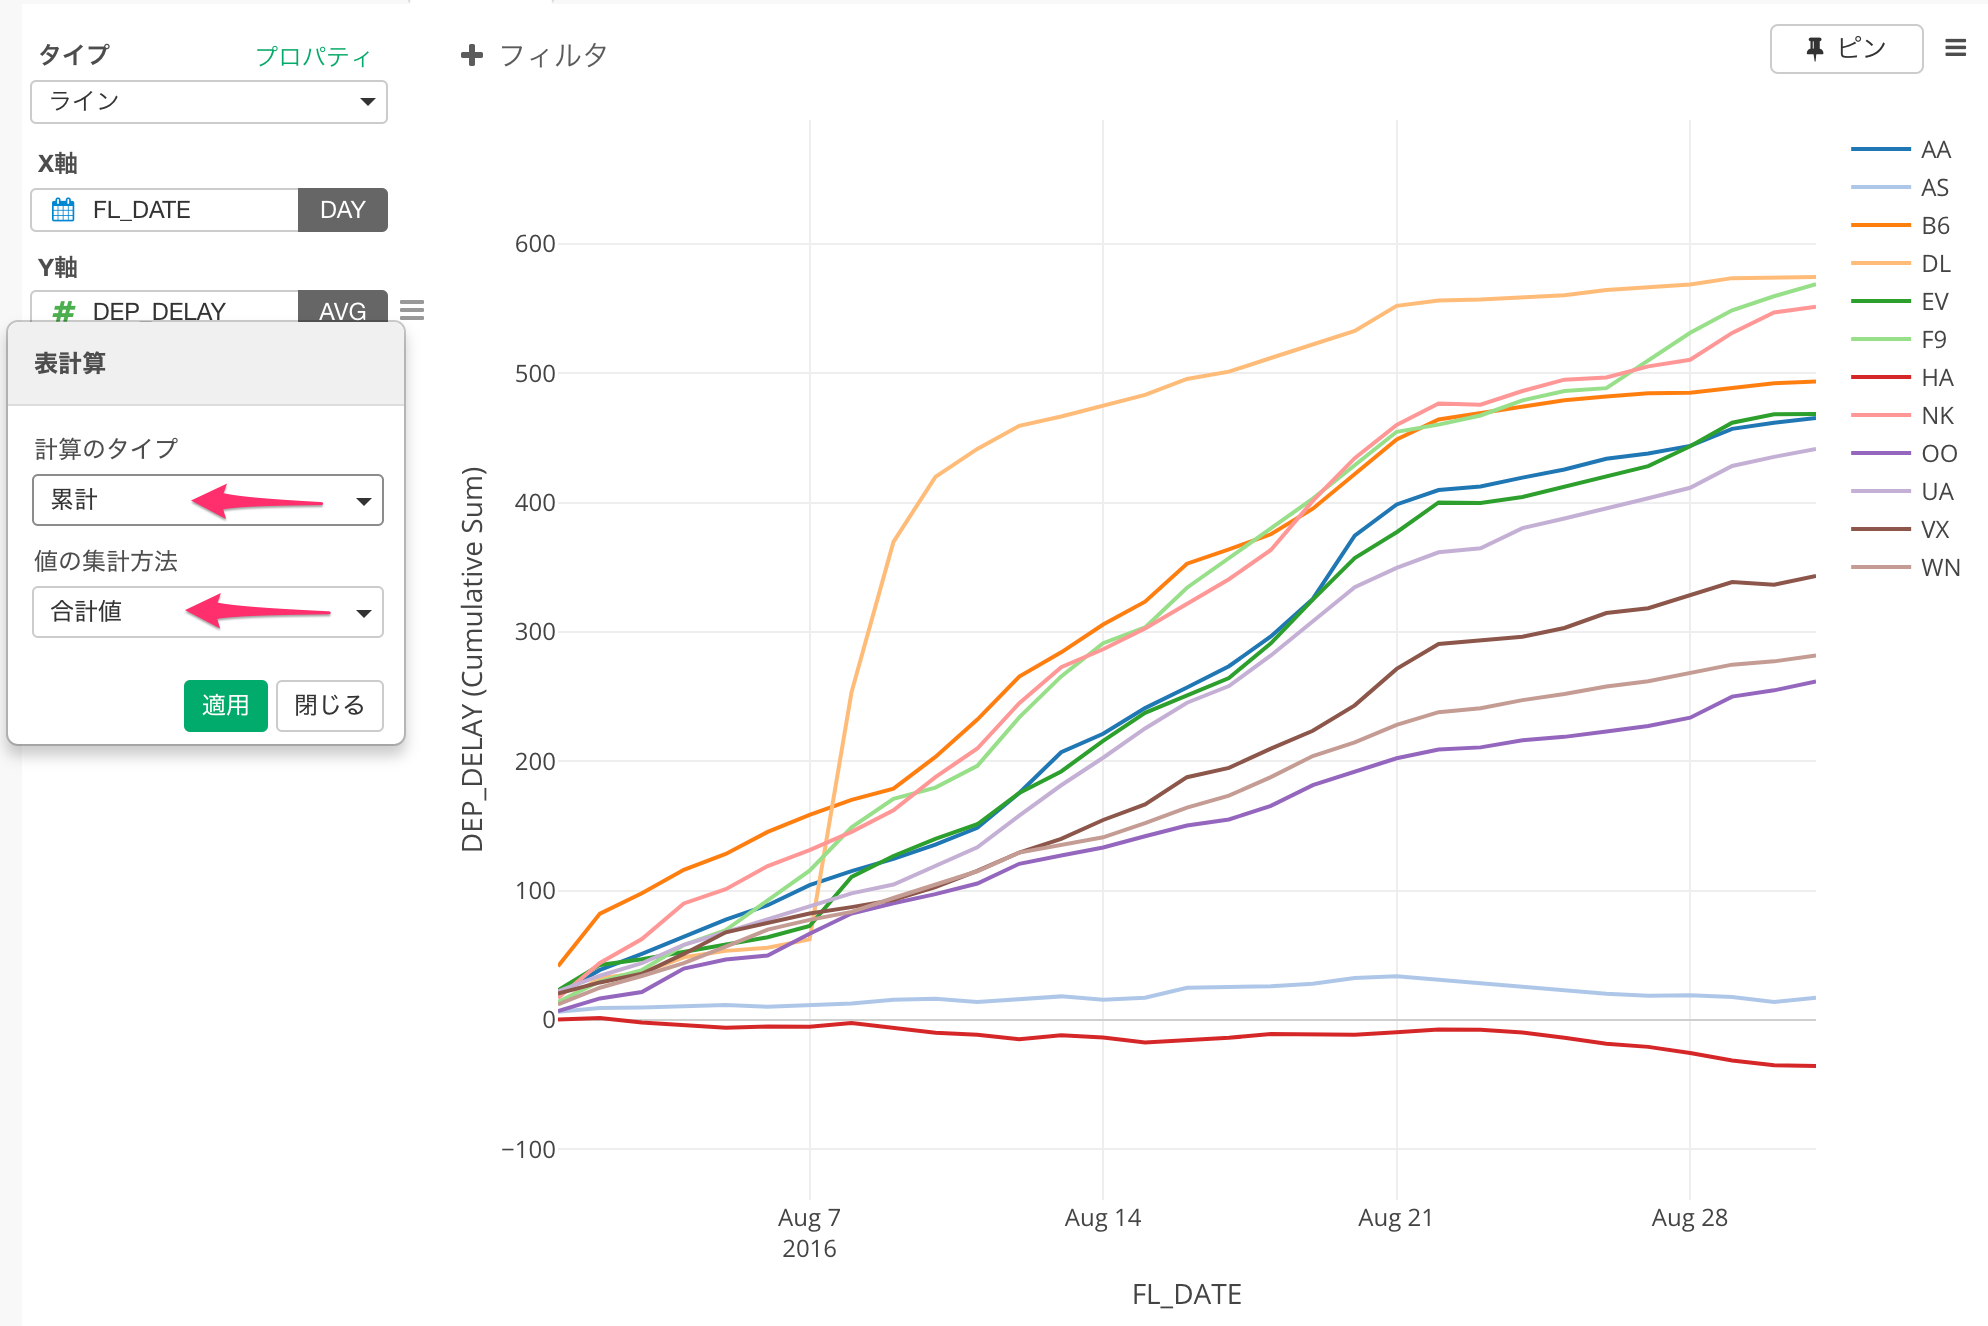 タイプ プロパティ
ライン
X軸
FL_DATE DAY
Y軸
# DEP_DELAY AVG
表計算
計算のタイプ
累計
値の集計方法
合計値
適用 閉じる
フィルタ
ピン
600
500
400
300
200
100
0
−100
DEP_DELAY (Cumulative Sum)
Aug 7
2016
Aug 14
Aug 21
Aug 28
FL_DATE
AA
AS
B6
DL
EV
F9
HA
NK
OO
UA
VX
WN